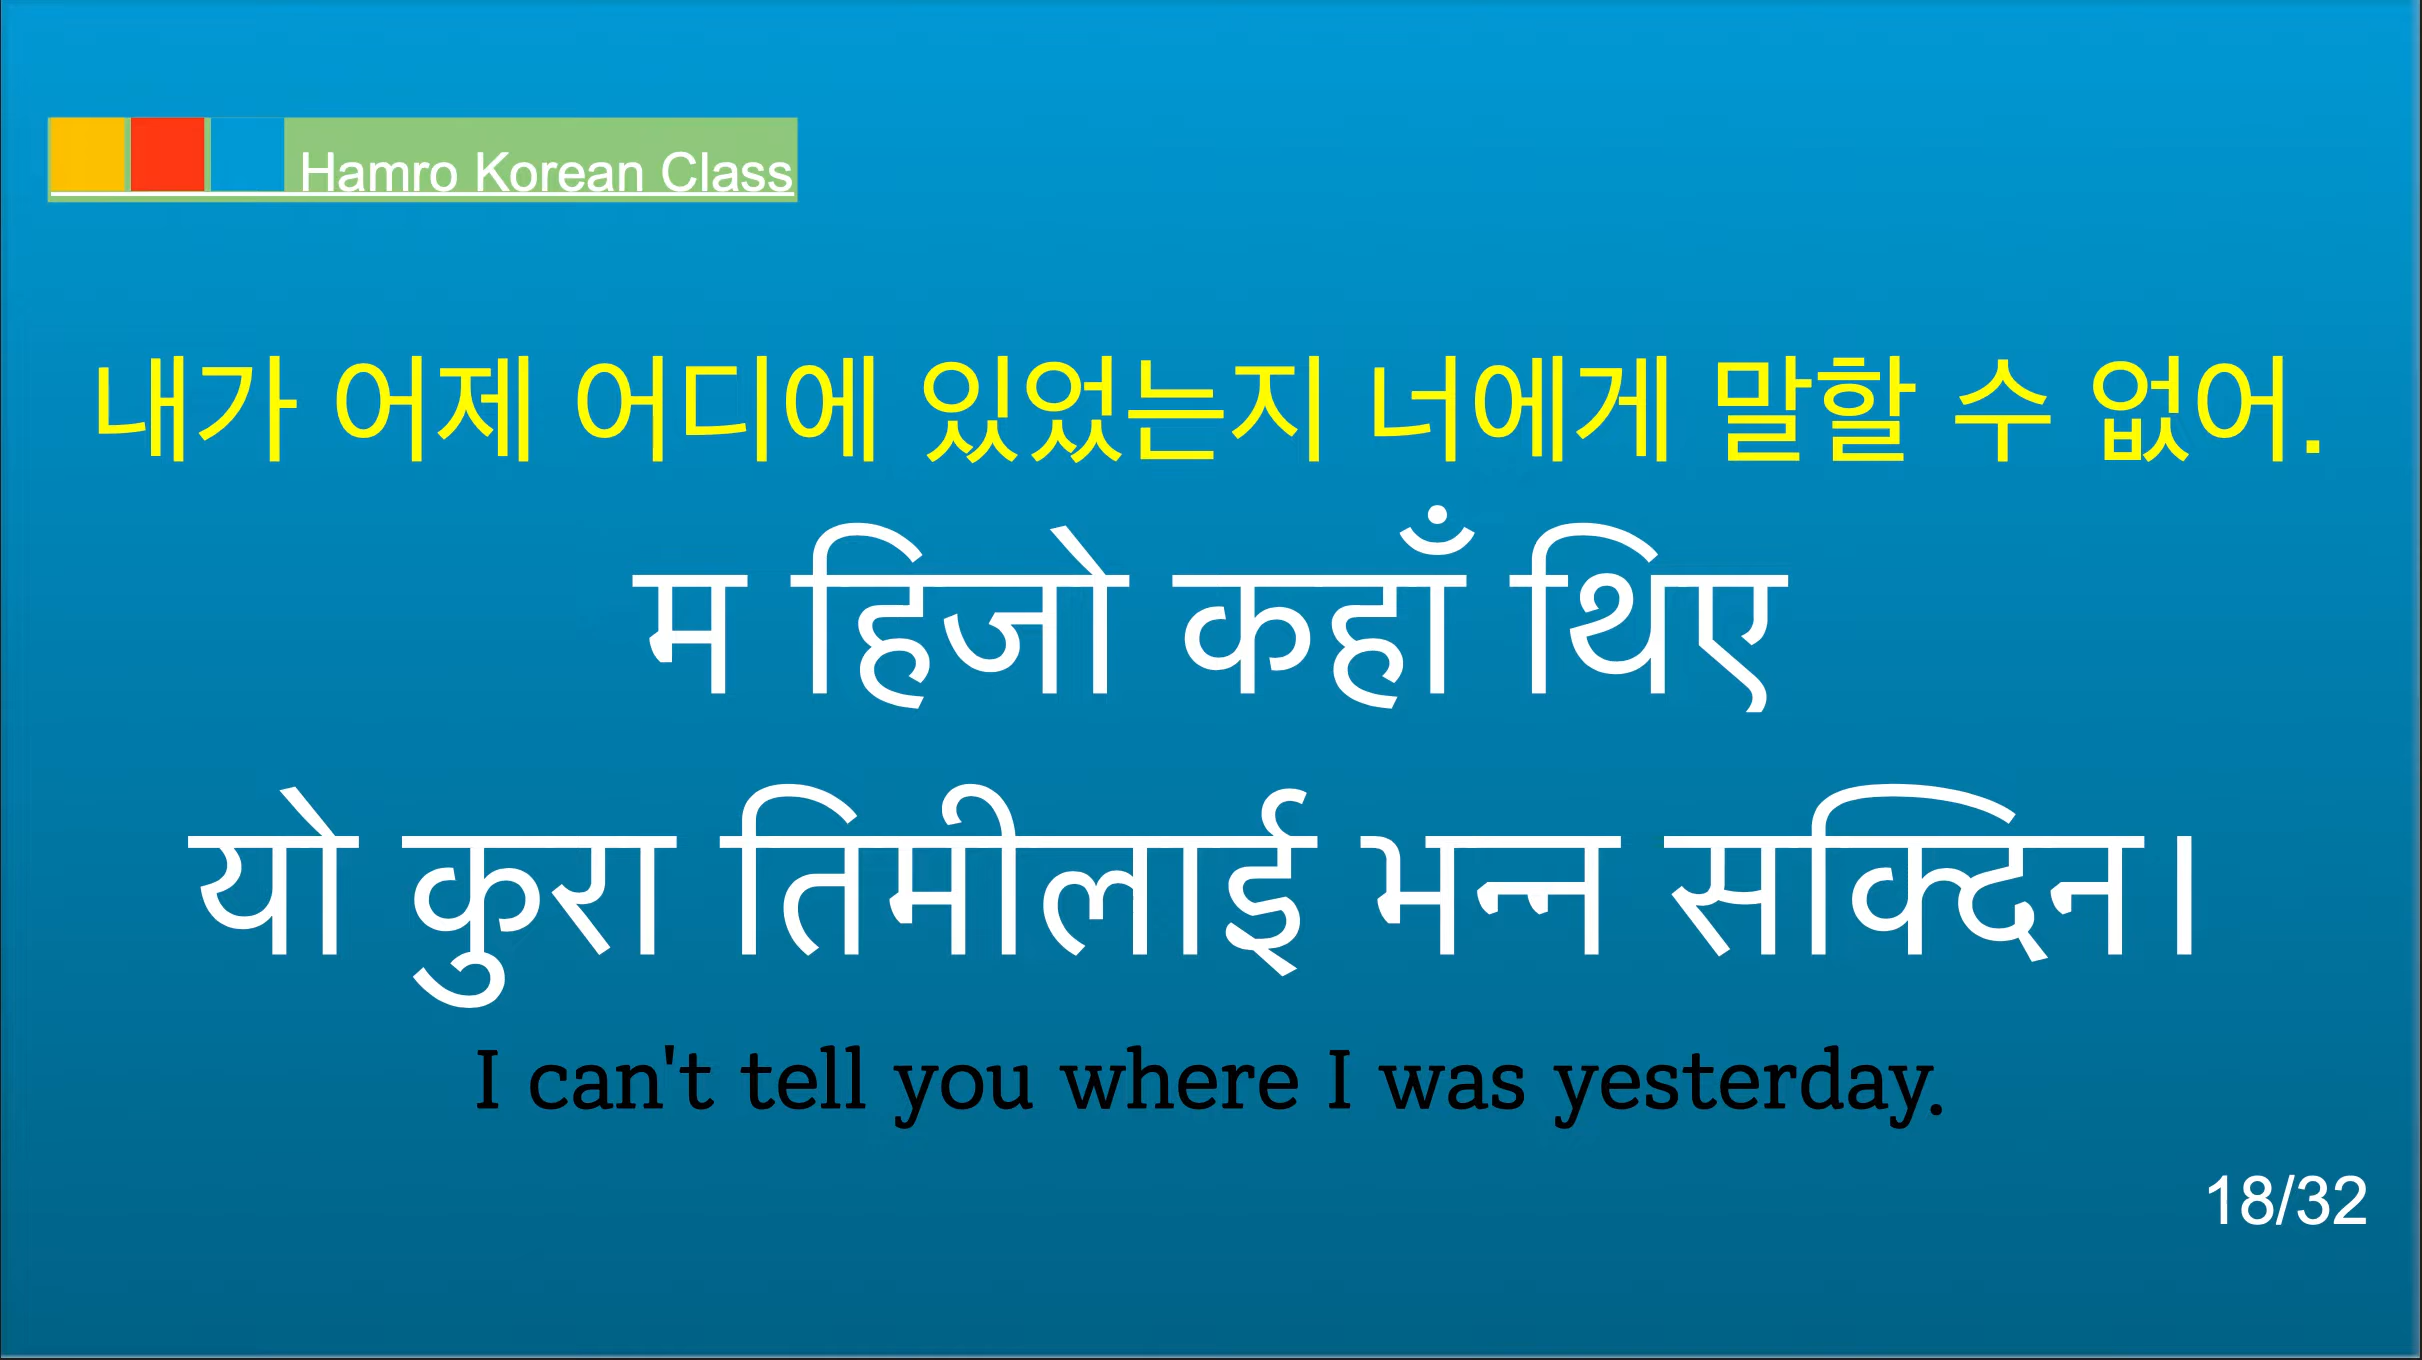 Hamro Korean Class
내가 어제 어디에 있었는지 너에게 말할 수 없어.
म हिजो कहाँ थिए
यो कुरा तिमीलाई भन्न सक्दिन।
I can't tell you where I was yesterday.
18/32